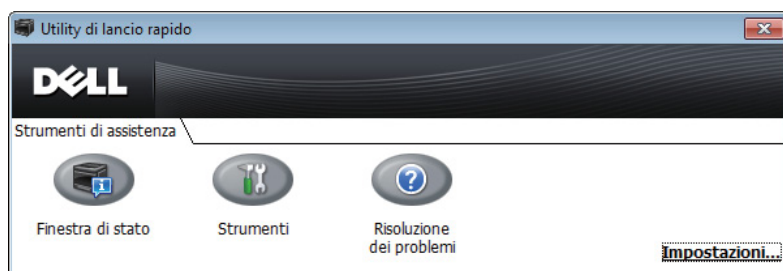 Utility di lancio rapido
DELL
Strumenti di assistenza
Finestra di stato
Strumenti
Risoluzione
dei problemi
Impostazioni...